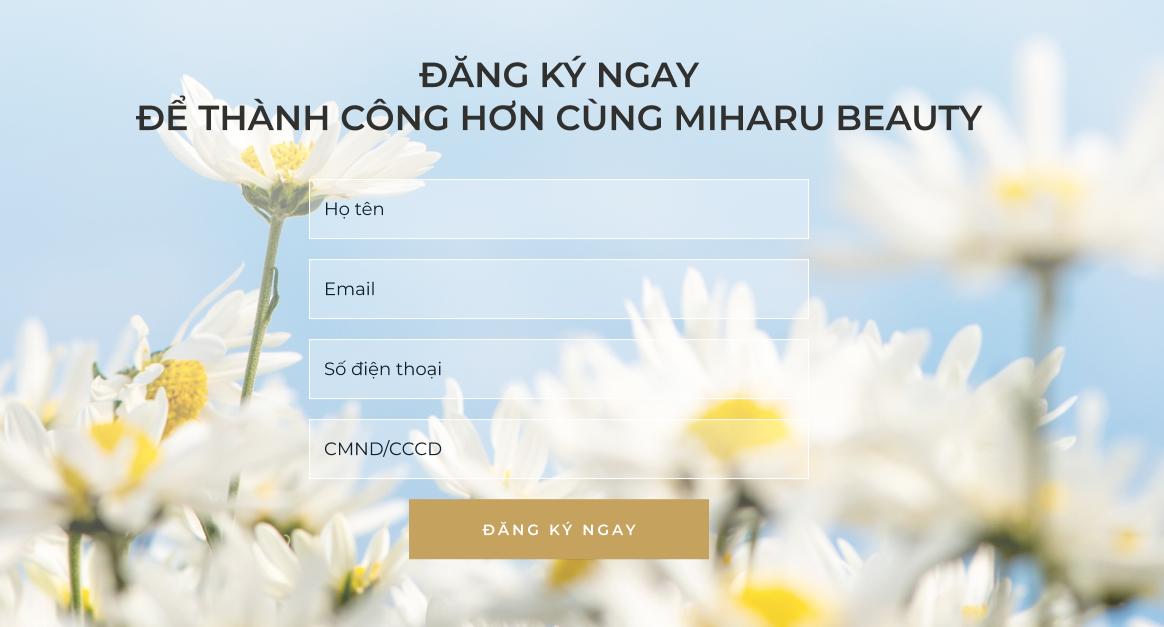 ĐĂNG KÝ NGAY
ĐỂ THÀNH CÔNG HƠN CÙNG MIHARU BEAUTY
Họ tên
Email
Số điện thoại
CMND/CCCD
ĐĂNG KÝ NGAY